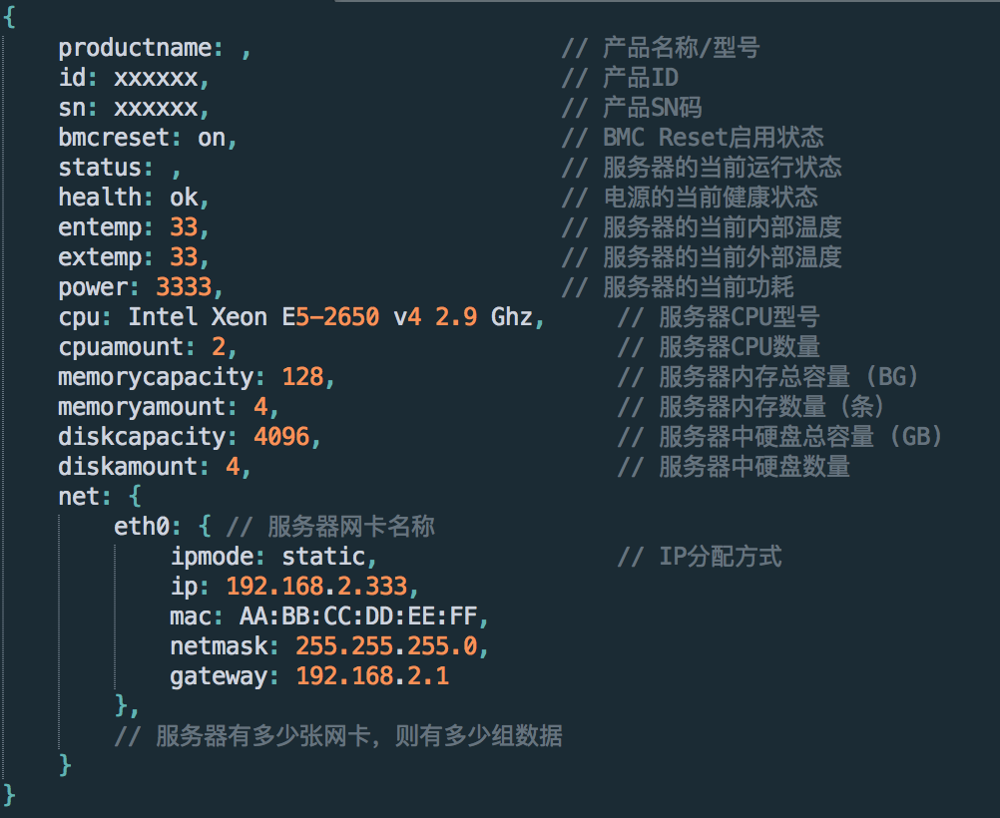 {
productname: , // 产品名称/型号
id: xxxxxx, // 产品ID
sn: xxxxxx, // 产品SN码
bmcreset: on, // BMC Reset启用状态
status: , // 服务器的当前运行状态
health: ok, // 电源的当前健康状态
entemp: 33, // 服务器的当前内部温度
extemp: 33, // 服务器的当前外部温度
power: 3333, // 服务器的当前功耗
cpu: Intel Xeon E5-2650 v4 2.9 Ghz, // 服务器CPU型号
cpuamount: 2, // 服务器CPU数量
memorycapacity: 128, // 服务器内存总容量（BG）
memoryamount: 4, // 服务器内存数量（条）
diskcapacity: 4096, // 服务器中硬盘总容量（GB）
diskamount: 4, // 服务器中硬盘数量
net: {
eth0: { // 服务器网卡名称
ipmode: static, // IP分配方式
ip: 192.168.2.333,
mac: AA:BB:CC:DD:EE:FF,
netmask: 255.255.255.0,
gateway: 192.168.2.1
},
// 服务器有多少张网卡，则有多少组数据
}
}